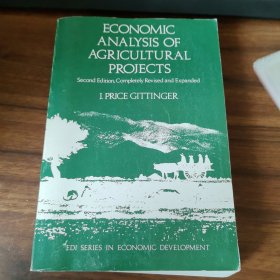 ECONOMIC
ANALYSIS OF
AGRICULTURAL
PROJECTS
Second Edition, Completely Revised and Expanded
J. PRICE GITTINGER
EDI SERIES IN ECONOMIC DEVELOPMENT